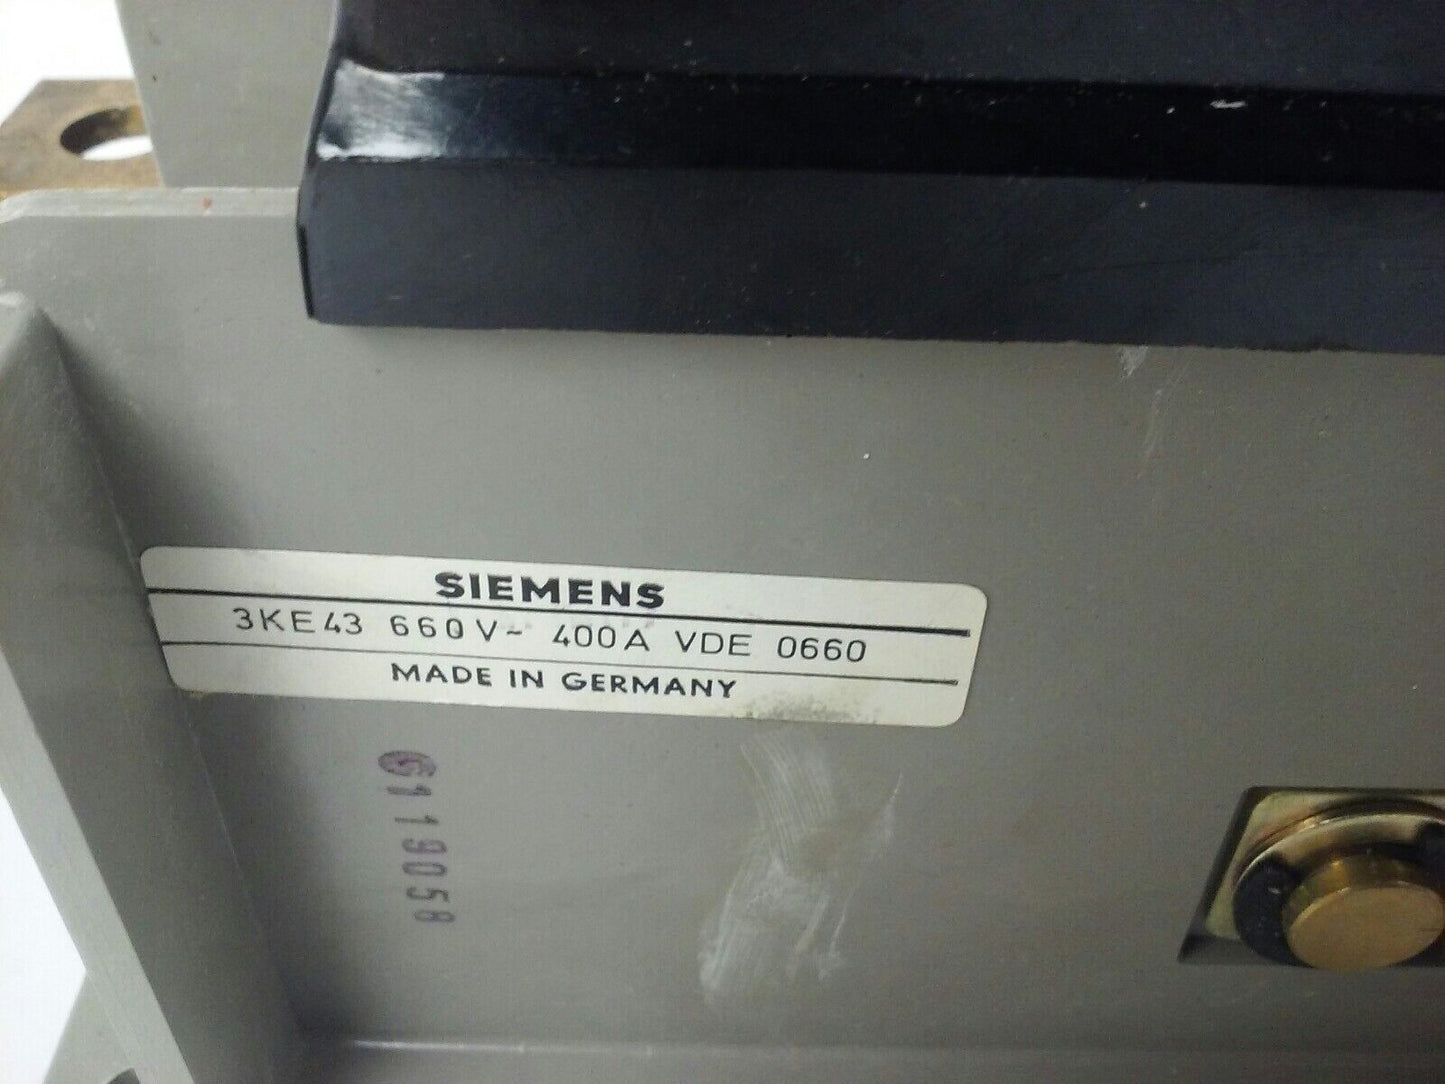 SIEMENS
3KE43 660V~ 400A VDE 0660
MADE IN GERMANY
6119058